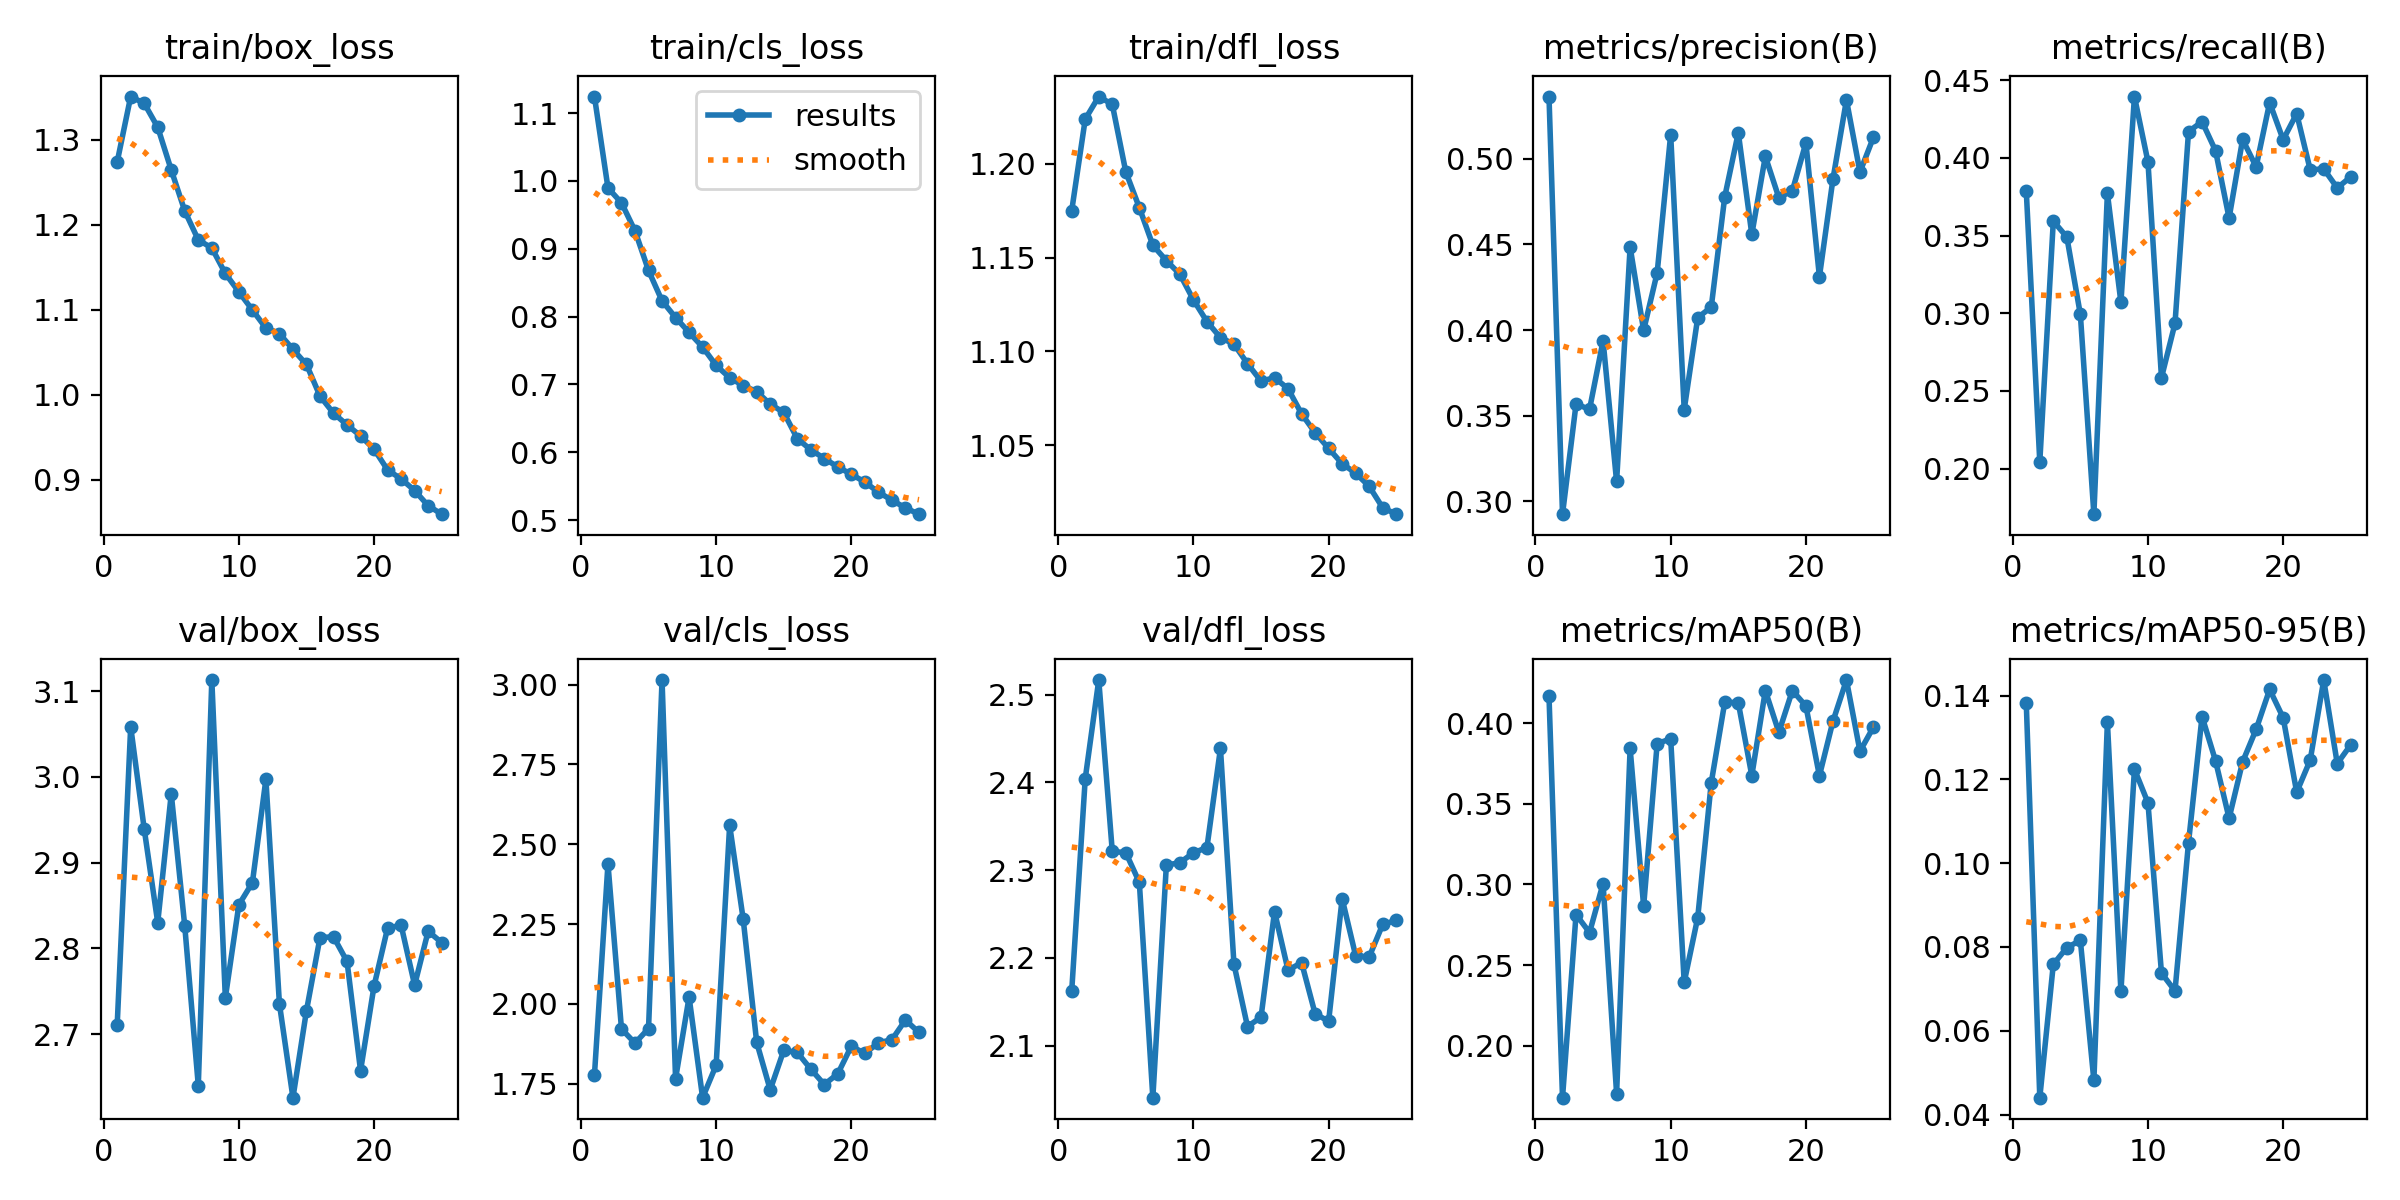 train/box_loss
train/cls_loss
train/dfl_loss
metrics/precision(B)
metrics/recall(B)
1.3
1.2
1.1
1.0
0.9
0 10 20
results
smooth
1.1
1.0
0.9
0.8
0.7
0.6
0.5
0 10 20
1.20
1.15
1.10
1.05
0 10 20
0.50
0.45
0.40
0.35
0.30
0 10 20
0.45
0.40
0.35
0.30
0.25
0.20
0 10 20
val/box_loss
val/cls_loss
val/dfl_loss
metrics/mAP50(B)
metrics/mAP50-95(B)
3.1
3.0
2.9
2.8
2.7
0 10 20
3.00
2.75
2.50
2.25
2.00
1.75
0 10 20
2.5
2.4
2.3
2.2
2.1
0 10 20
0.40
0.35
0.30
0.25
0.20
0 10 20
0.14
0.12
0.10
0.08
0.06
0.04
0 10 20